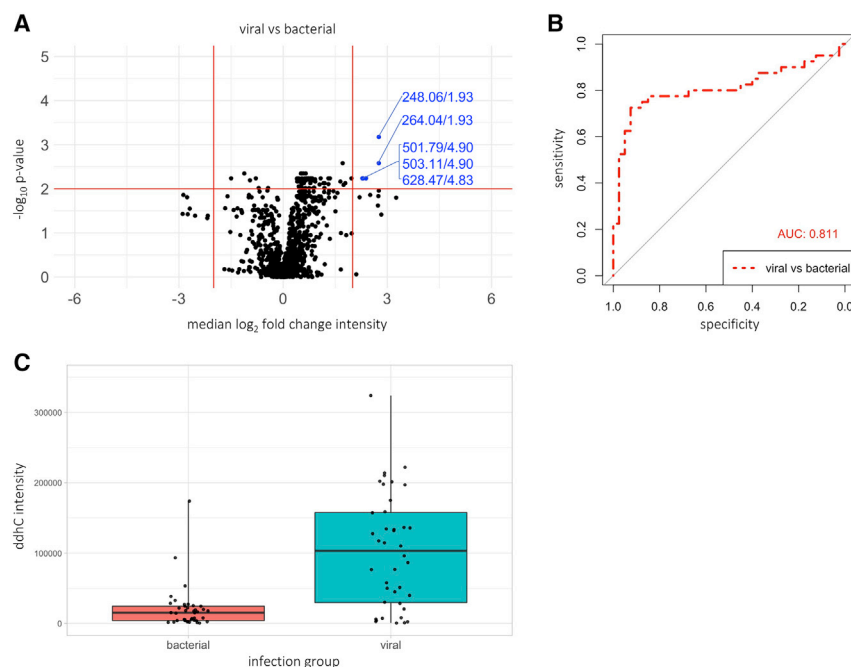 A
viral vs bacterial
5
4
3
2
1
0
-log10 p-value
248.06/1.93
264.04/1.93
501.79/4.90
503.11/4.90
628.47/4.83
-6
-3
0
3
6
median log2 fold change intensity
B
1.0
0.8
0.6
0.4
0.2
0.0
sensitivity
AUC: 0.811
viral vs bacterial
1.0
0.8
0.6
0.4
0.2
0.0
specificity
C
300000
200000
100000
0
ddhC intensity
bacterial
viral
infection group